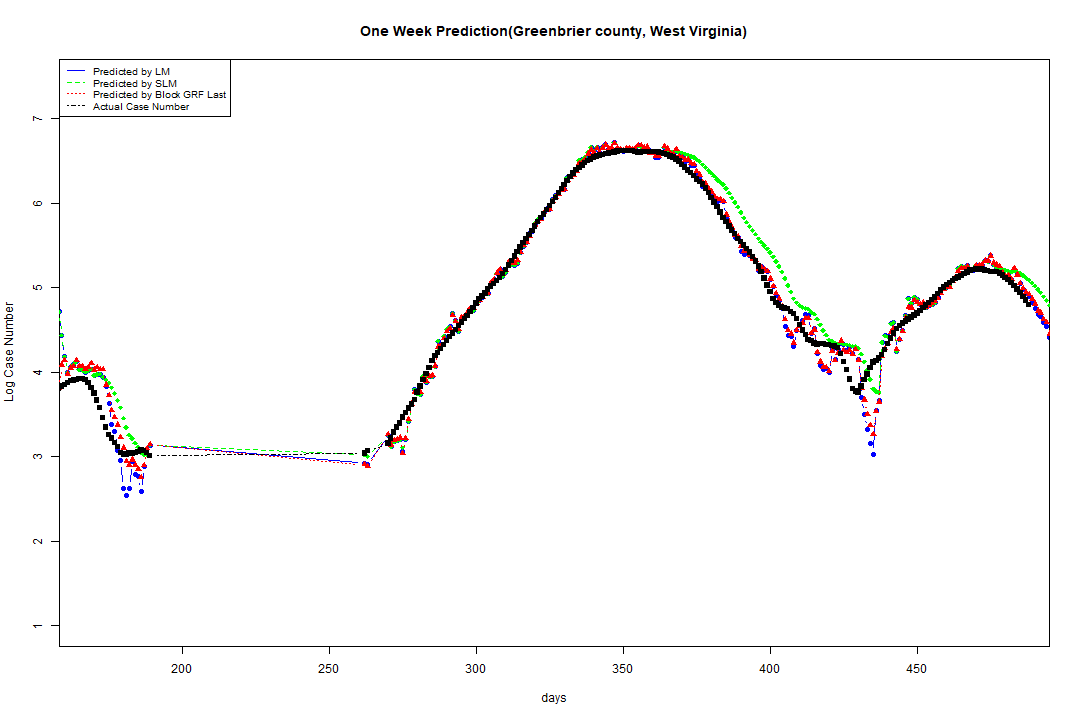 One Week Prediction(Greenbrier county, West Virginia)
Predicted by LM
Predicted by SLM
Predicted by Block GRF Last
Actual Case Number
7
6
5
4
3
2
1
Log Case Number
200 250 300 350 400 450
days